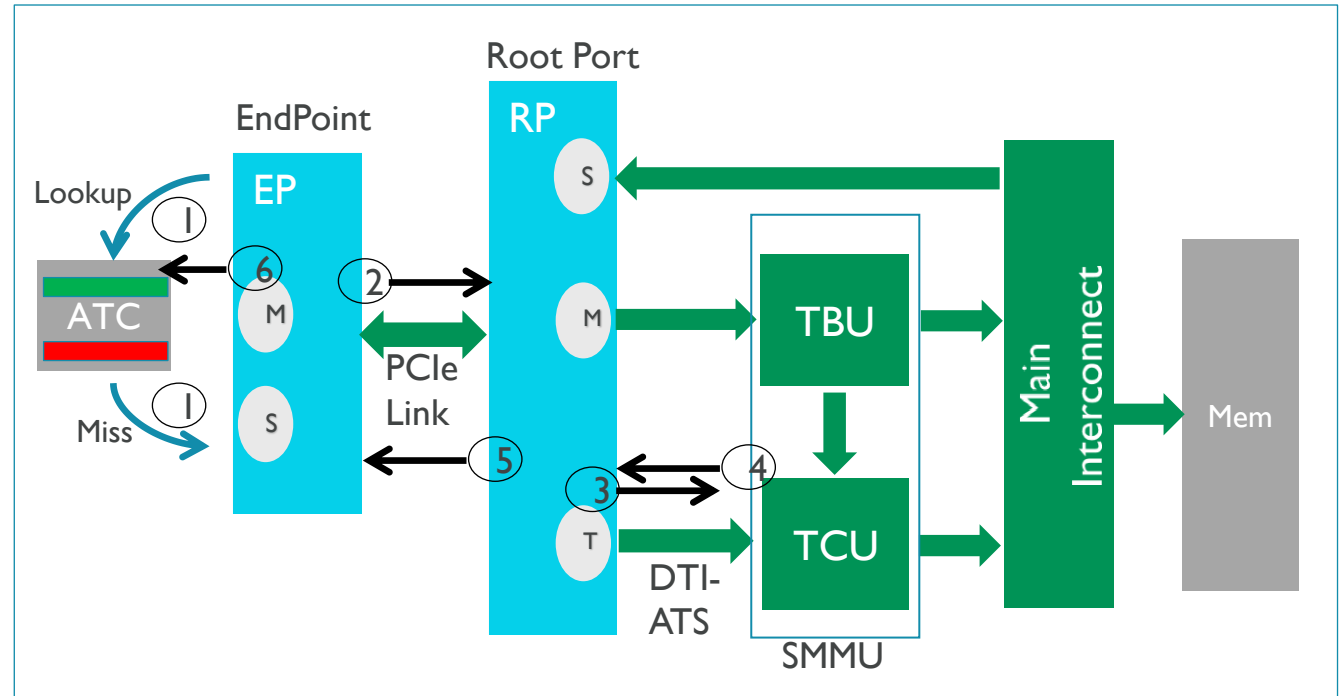 Root Port
EndPoint
RP
S
Lookup
EP
1
6
2
ATC
M
M
TBU
PCIe
Link
Main
Interconnect
Mem
1
Miss
S
5
4
3
T
TCU
DTI-
ATS
SMMU